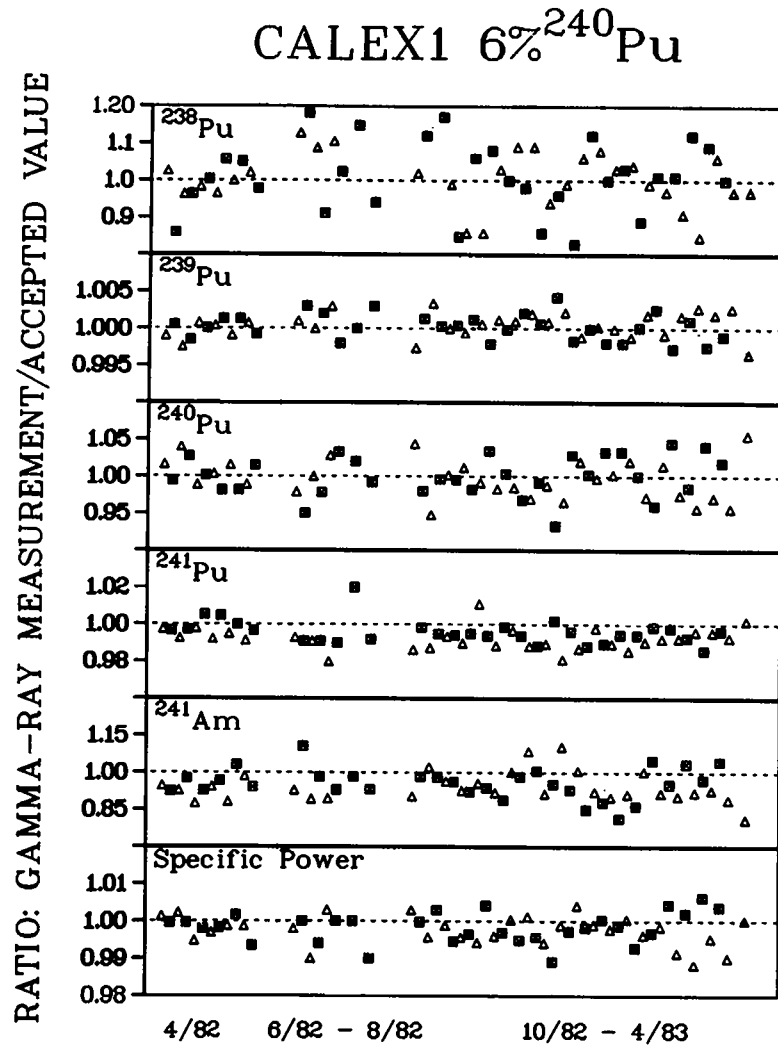 CALEX1 6%²⁴⁰Pu
RATIO: GAMMA-RAY MEASUREMENT/ACCEPTED VALUE
²³⁸Pu
1.20
1.1
1.0
0.9
²³⁹Pu
1.005
1.000
0.995
²⁴⁰Pu
1.05
1.00
0.95
²⁴¹Pu
1.02
1.00
0.98
²⁴¹Am
1.15
1.00
0.85
Specific Power
1.01
1.00
0.99
0.98
4/82 6/82 - 8/82 10/82 - 4/83